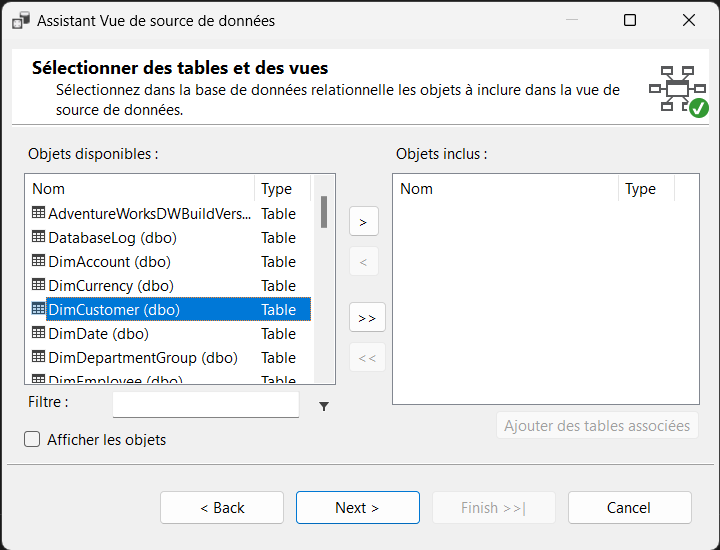 Assistant Vue de source de données
Sélectionner des tables et des vues
Sélectionnez dans la base de données relationnelle les objets à inclure dans la vue de
source de données.
Objets disponibles :
Nom Type
AdventureWorksDWBuildVers... Table
DatabaseLog (dbo) Table
DimAccount (dbo) Table
DimCurrency (dbo) Table
DimCustomer (dbo) Table
DimDate (dbo) Table
DimDepartmentGroup (dbo) Table
DimEmployee (dbo) Table
Filtre :
Afficher les objets
>
<
>>
<<
Objets inclus :
Nom Type
Ajouter des tables associées
< Back Next > Finish >>| Cancel